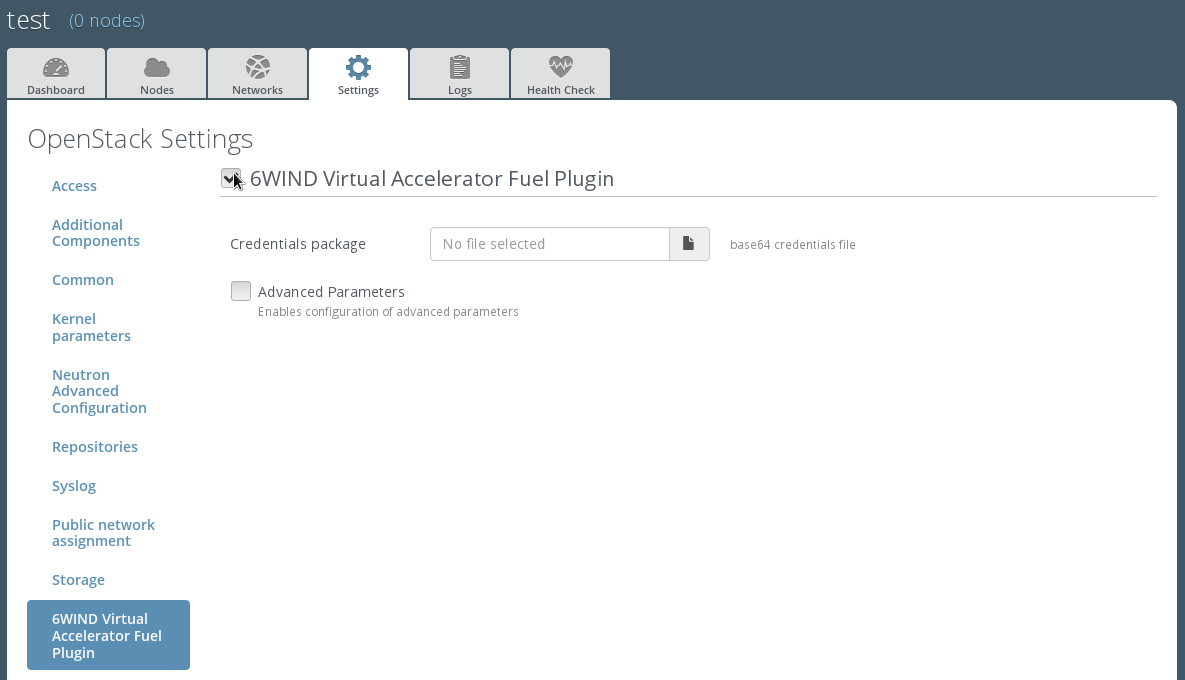 test (0 nodes)
Dashboard Nodes Networks Settings Logs Health Check
OpenStack Settings
Access
Additional
Components
Common
Kernel
parameters
Neutron
Advanced
Configuration
Repositories
Syslog
Public network
assignment
Storage
6WIND Virtual
Accelerator Fuel
Plugin
6WIND Virtual Accelerator Fuel Plugin
Credentials package No file selected base64 credentials file
Advanced Parameters
Enables configuration of advanced parameters